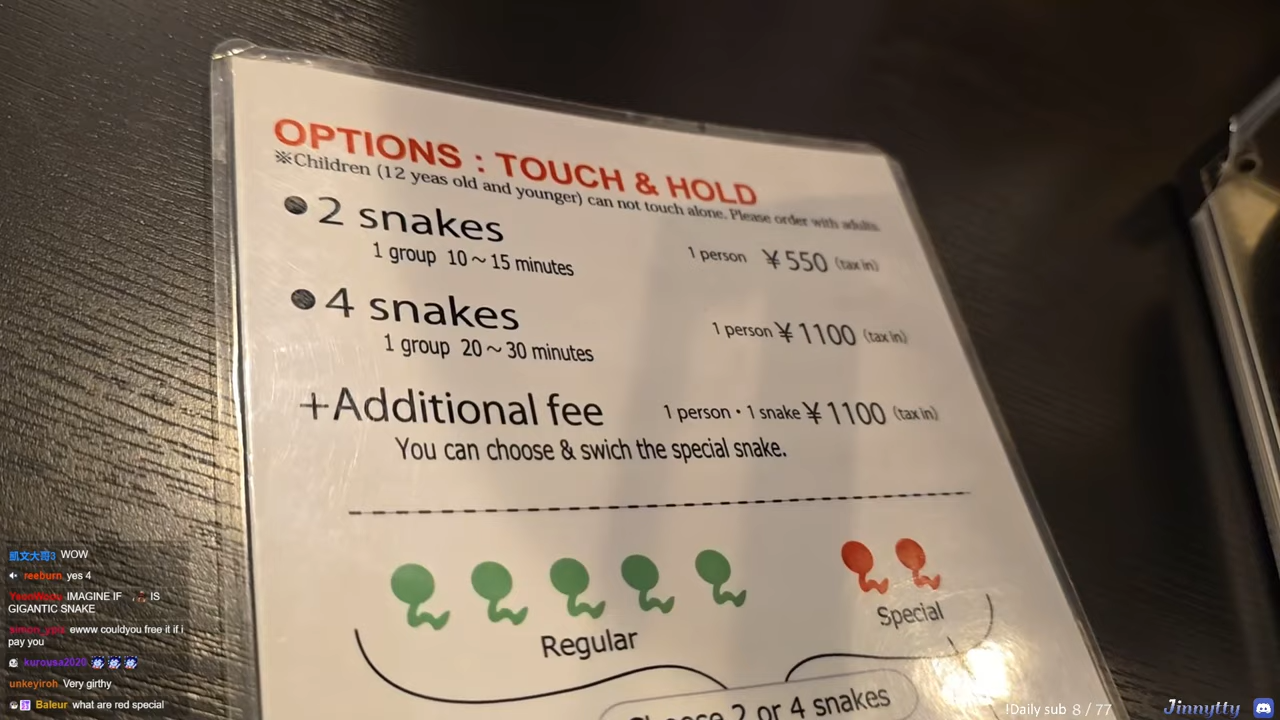 OPTIONS : TOUCH & HOLD
※Children (12 yeas old and younger) can not touch alone. Please order with adults.
●2 snakes
1 group 10～15 minutes 1 person ¥550 (tax in)
●4 snakes
1 group 20～30 minutes 1 person ¥1100 (tax in)
+Additional fee 1 person・1 snake ¥1100 (tax in)
You can choose & swich the special snake.
Regular
Special
2 or 4 snakes
凱文大哥3 WOW
reeburn yes 4
IMAGINE IF IS
GIGANTIC SNAKE
ewww couldyou free it if i
pay you
kurousa2020
unkeyiroh Very girthy
Baleur what are red special
!Daily sub 8 / 77
Jinnytty